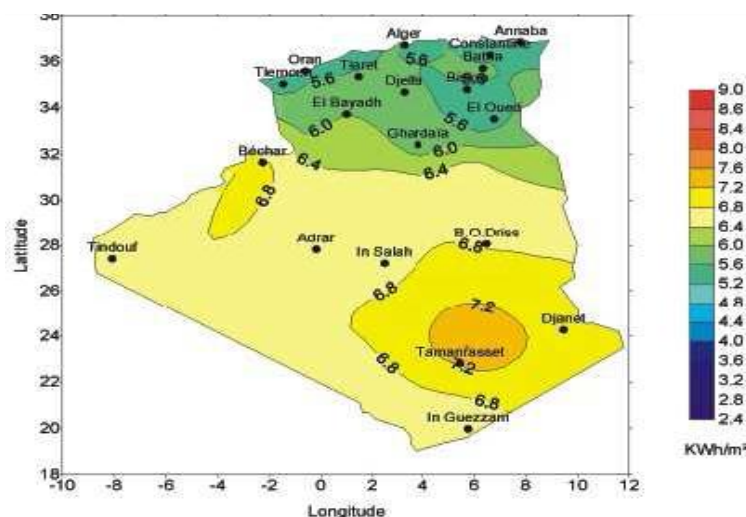 38
36
34
32
30
28
26
24
22
20
18
Latitude
-10 -8 -6 -4 -2 0 2 4 6 8 10 12
Longitude
Annaba
Alger
Constantine
Batna
Oran
Tiaret
Tlemcen
Djelfa
El Bayadh
El Oued
Ghardaïa
Béchar
Tindouf
Adrar
In Salah
B.O.Driss
Djanet
Tamanrasset
In Guezzam
5.6
5.6
5.6
6.0
6.0
6.4
6.4
6.8
6.8
6.8
6.8
6.8
7.2
7.2
9.0
8.6
8.4
8.0
7.6
7.2
6.8
6.4
6.0
5.6
5.2
4.8
4.4
4.0
3.6
3.2
2.8
2.4
KWh/m²